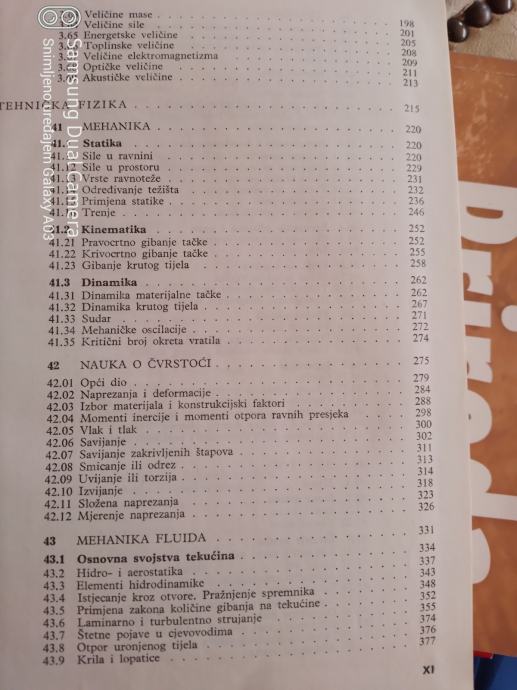 Veličine mase 198
Veličine sile 201
3.65 Energetske veličine 205
Toplinske veličine 208
Veličine elektromagnetizma 209
Optičke veličine 211
Akustičke veličine 213
TEHNIČKA FIZIKA 215
41 MEHANIKA 220
41.1 Statika 220
Sile u ravnini 220
Sile u prostoru 229
41.13 Vrste ravnoteže 231
Određivanje težišta 232
Primjena statike 236
Trenje 246
41.2 Kinematika 252
41.21 Pravocrtno gibanje tačke 252
41.22 Krivocrtno gibanje tačke 255
41.23 Gibanje krutog tijela 258
41.3 Dinamika 262
41.31 Dinamika materijalne tačke 262
41.32 Dinamika krutog tijela 267
41.33 Sudar 271
41.34 Mehaničke oscilacije 272
41.35 Kritični broj okreta vratila 274
42 NAUKA O ČVRSTOĆI 275
42.01 Opći dio 279
42.02 Naprezanja i deformacije 284
42.03 Izbor materijala i konstrukcijski faktori 288
42.04 Momenti inercije i momenti otpora ravnih presjeka 298
42.05 Vlak i tlak 300
42.06 Savijanje 302
42.07 Savijanje zakrivljenih štapova 311
42.08 Smicanje ili odrez 313
42.09 Uvijanje ili torzija 314
42.10 Izvijanje 318
42.11 Složena naprezanja 323
42.12 Mjerenje naprezanja 326
43 MEHANIKA FLUIDA 331
43.1 Osnovna svojstva tekućina 334
43.2 Hidro- i aerostatika 337
43.3 Elementi hidrodinamike 343
43.4 Istjecanje kroz otvore. Pražnjenje spremnika 348
43.5 Primjena zakona količine gibanja na tekućine 352
43.6 Laminarno i turbulentno strujanje 355
43.7 Štetne pojave u cjevovodima 374
43.8 Otpor uronjenog tijela 376
43.9 Krila i lopatice 377
XI
Samsung Dual Camera
Snimljeno uređajem Galaxy A03